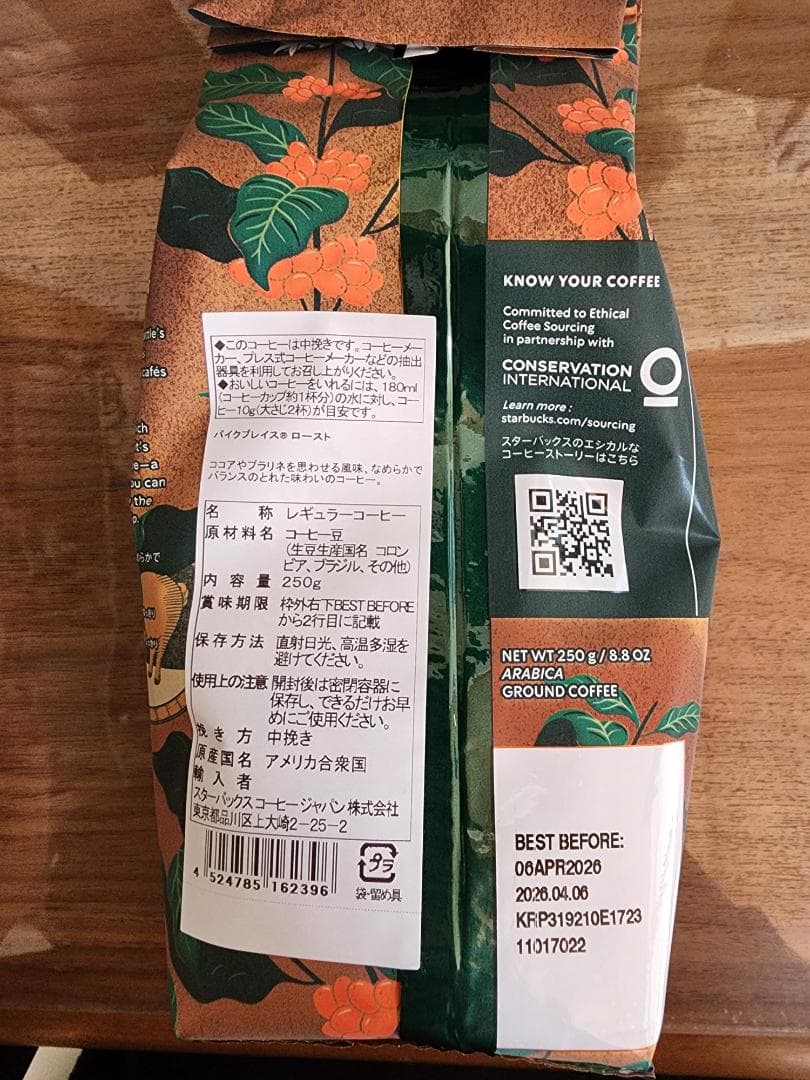 ttle's
s
cafés
ch
t's
e—a
ou can
the
p.
らかで
◆このコーヒーは中挽きです。コーヒーメー
カー、プレス式コーヒーメーカーなどの抽出
器具を利用してお召し上がりください。
◆おいしいコーヒーをいれるには、180ml
(コーヒーカップ約1杯分)の水に対し、コー
ヒー10g(大さじ2杯)が目安です。
パイクプレイス® ロースト
ココアやプラリネを思わせる風味、なめらかで
バランスのとれた味わいのコーヒー。
名 称 レギュラーコーヒー
原材料名 コーヒー豆
(生豆生産国名 コロン
ビア、ブラジル、その他)
内容量 250g
賞味期限 枠外右下BEST BEFORE
から2行目に記載
保存方法 直射日光、高温多湿を
避けてください。
使用上の注意 開封後は密閉容器に
保存し、できるだけお早
めにご使用ください。
挽き方 中挽き
原産国名 アメリカ合衆国
輸入者
スターバックス コーヒー ジャパン 株式会社
東京都品川区上大崎2-25-2
4 524785 162396
プラ
袋・留め具
KNOW YOUR COFFEE
Committed to Ethical
Coffee Sourcing
in partnership with
CONSERVATION
INTERNATIONAL
Learn more :
starbucks.com/sourcing
スターバックスのエシカルな
コーヒーストーリーはこちら
NET WT 250 g / 8.8 OZ
ARABICA
GROUND COFFEE
BEST BEFORE:
06APR2026
2026.04.06
KRP319210E1723
11017022